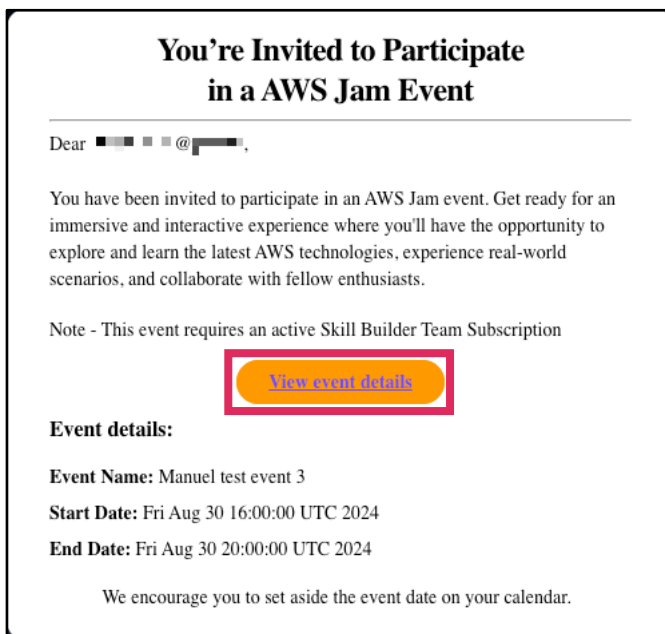 You’re Invited to Participate
in a AWS Jam Event
Dear @ ,
You have been invited to participate in an AWS Jam event. Get ready for an
immersive and interactive experience where you'll have the opportunity to
explore and learn the latest AWS technologies, experience real-world
scenarios, and collaborate with fellow enthusiasts.
Note - This event requires an active Skill Builder Team Subscription
View event details
Event details:
Event Name: Manuel test event 3
Start Date: Fri Aug 30 16:00:00 UTC 2024
End Date: Fri Aug 30 20:00:00 UTC 2024
We encourage you to set aside the event date on your calendar.